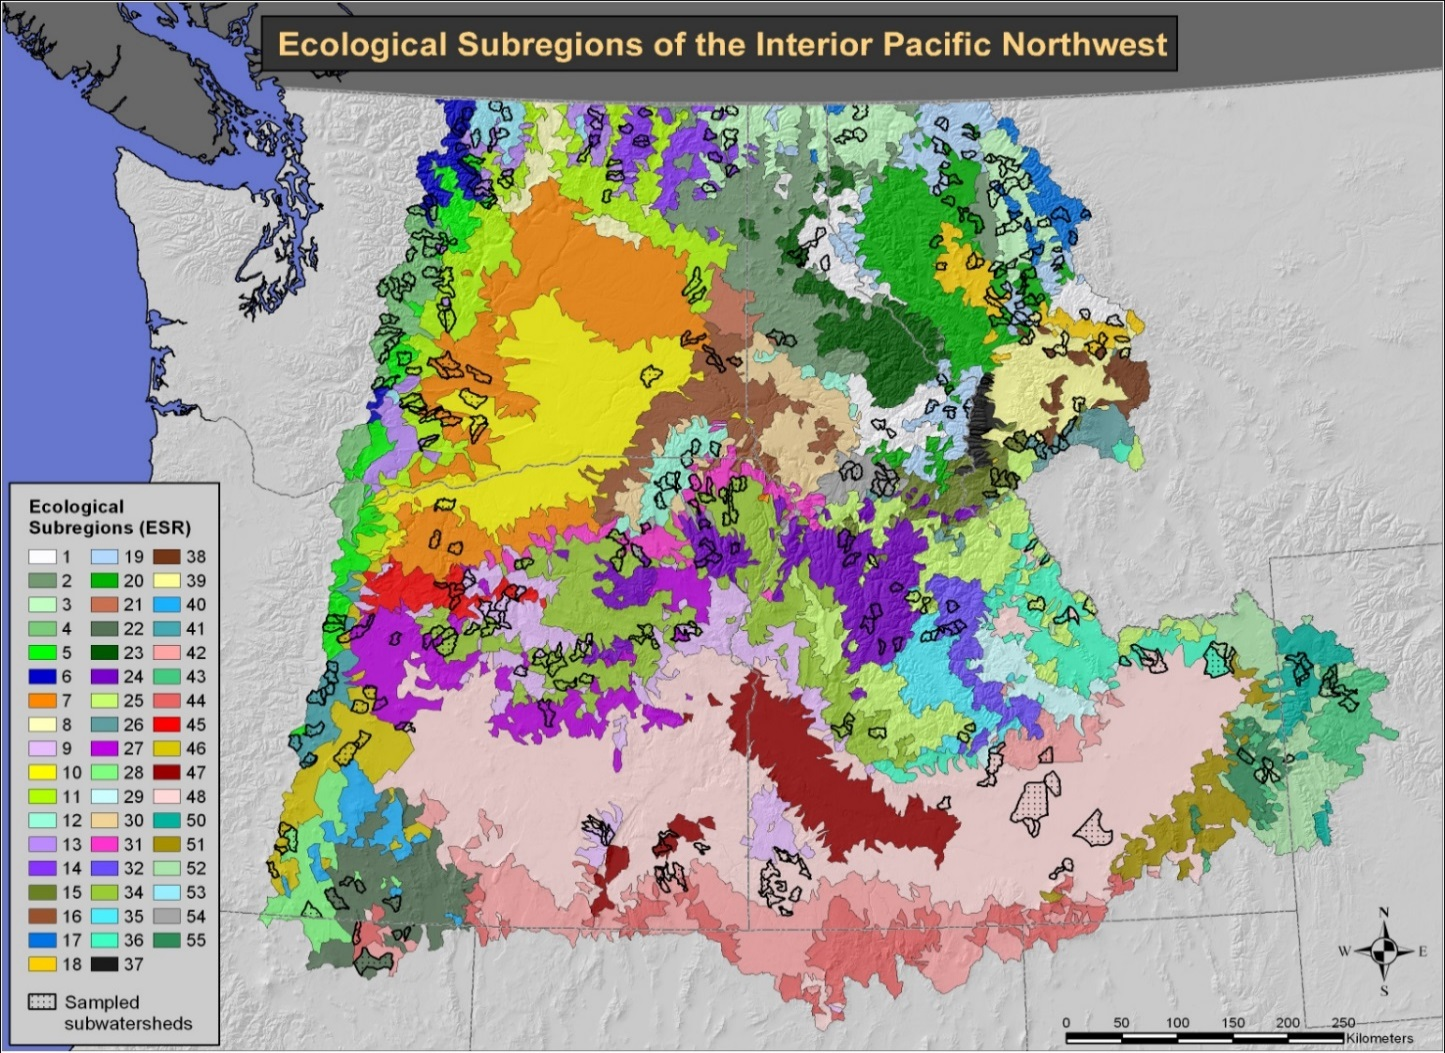 Ecological Subregions of the Interior Pacific Northwest
Ecological
Subregions (ESR)
1 19 38
2 20 39
3 21 40
4 22 41
5 23 42
6 24 43
7 25 44
8 26 45
9 27 46
10 28 47
11 29 48
12 30 50
13 31 51
14 32 52
15 34 53
16 35 54
17 36 55
18 37
Sampled
subwatersheds
N
W E
S
0 50 100 150 200 250
Kilometers